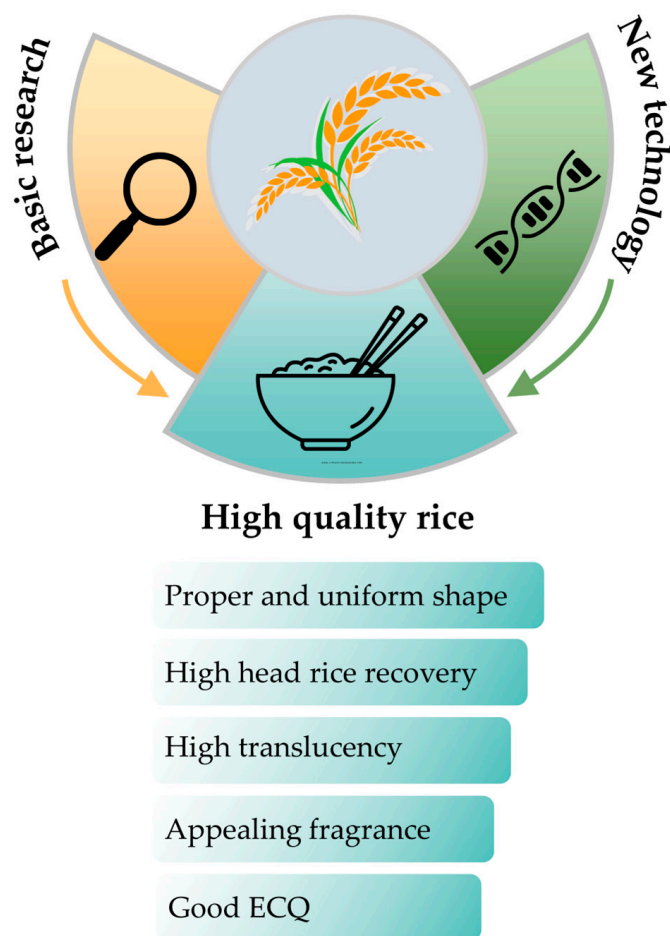 Basic research
New technology
High quality rice
Proper and uniform shape
High head rice recovery
High translucency
Appealing fragrance
Good ECQ